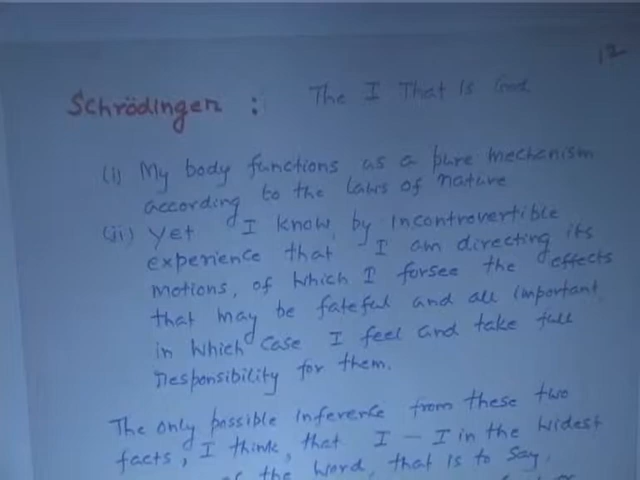 12
Schrödinger : The I That Is God
(i) My body functions as a pure mechanism
according to the laws of nature
(ii) Yet I know, by incontrovertible
experience that I am directing its
motions, of which I forsee the effects
that may be fateful and all important,
in which case I feel and take full
Responsibility for them.
The only possible inference from these two
facts, I think, that I – I in the widest
of the word, that is to say,